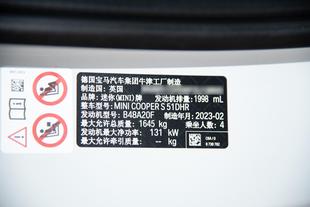 德国宝马汽车集团牛津工厂制造
制造国：英国
发动机排量：1998 mL
品牌：迷你(MINI)牌
整车型号：MINI COOPER S 51DHR
发动机型号：B48A20F 制造年月：2023-02
最大允许总质量：1645 kg 乘坐人数：4
发动机最大净功率：131 kW
最大允许牵引质量：-- kg